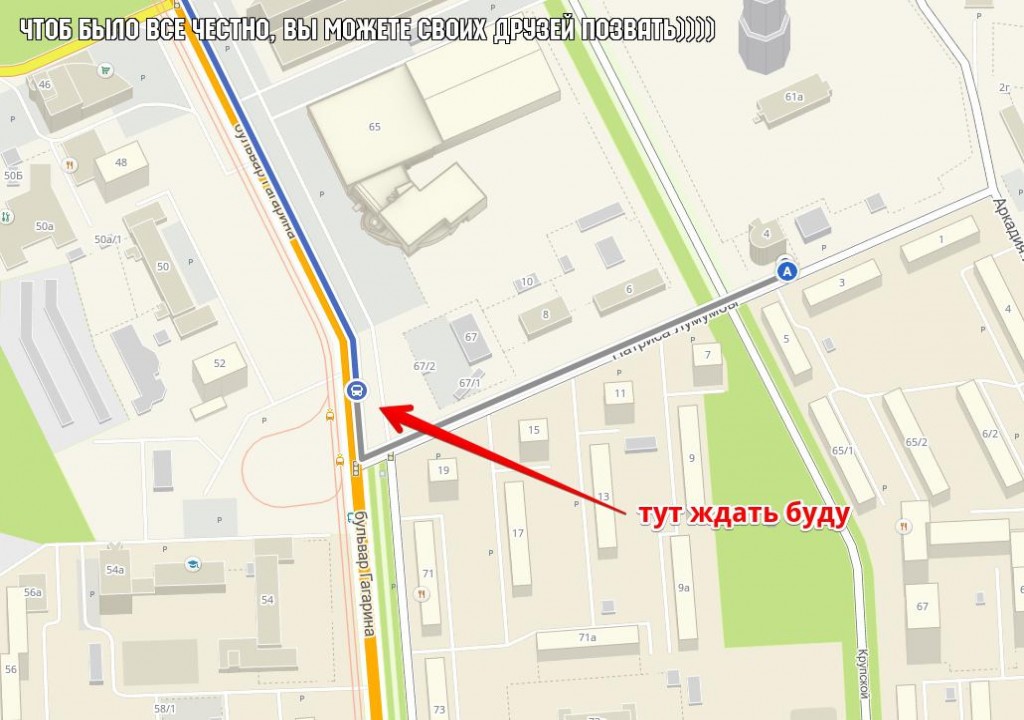 ЧТОБ БЫЛО ВСЕ ЧЕСТНО, ВЫ МОЖЕТЕ СВОИХ ДРУЗЕЙ ПОЗВАТЬ))))
46
P
P
P
61а
2г
65
бульвар Гагарина
48
50Б
P
P
50а
Аркадия
50а/1
4
P
1
50
P
A
10
3
6
8
Патриса Лумумбы
4
67
5
67/2
7
52
67/1
11
P
15
P
65/1
65/2
6/2
19
9
13
тут ждать буду
P
17
P
бульвар Гагарина
P
54а
71
9а
56а
54
P
P
67
71а
56
Крупской
P
58/1
73
73